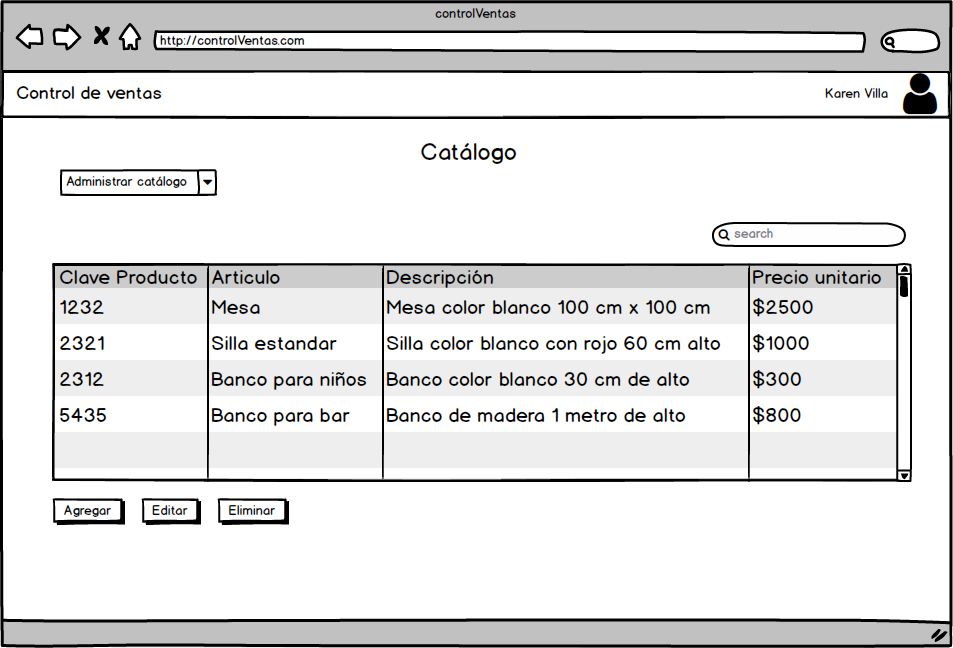 controlVentas
http://controlVentas.com
Control de ventas
Karen Villa
Catálogo
Administrar catálogo
search
Clave Producto Articulo Descripción Precio unitario
1232 Mesa Mesa color blanco 100 cm x 100 cm $2500
2321 Silla estandar Silla color blanco con rojo 60 cm alto $1000
2312 Banco para niños Banco color blanco 30 cm de alto $300
5435 Banco para bar Banco de madera 1 metro de alto $800
Agregar Editar Eliminar